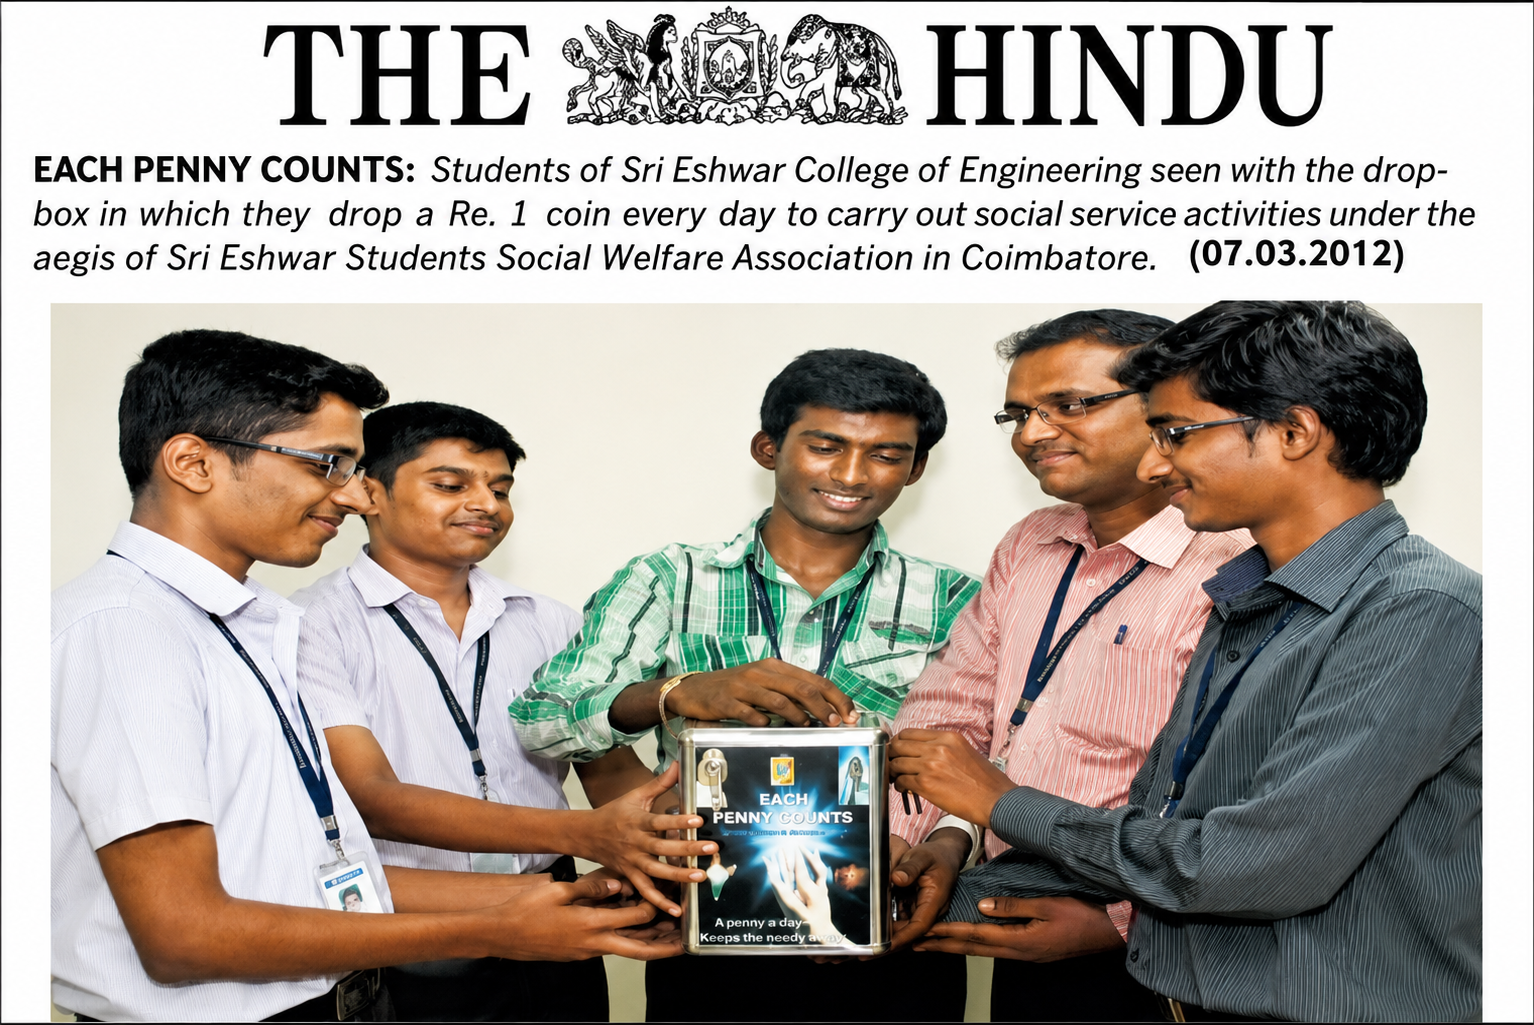 THE HINDU
EACH PENNY COUNTS: Students of Sri Eshwar College of Engineering seen with the drop-
box in which they drop a Re. 1 coin every day to carry out social service activities under the
aegis of Sri Eshwar Students Social Welfare Association in Coimbatore. (07.03.2012)
EACH
PENNY COUNTS
A penny a day
Keeps the needy away